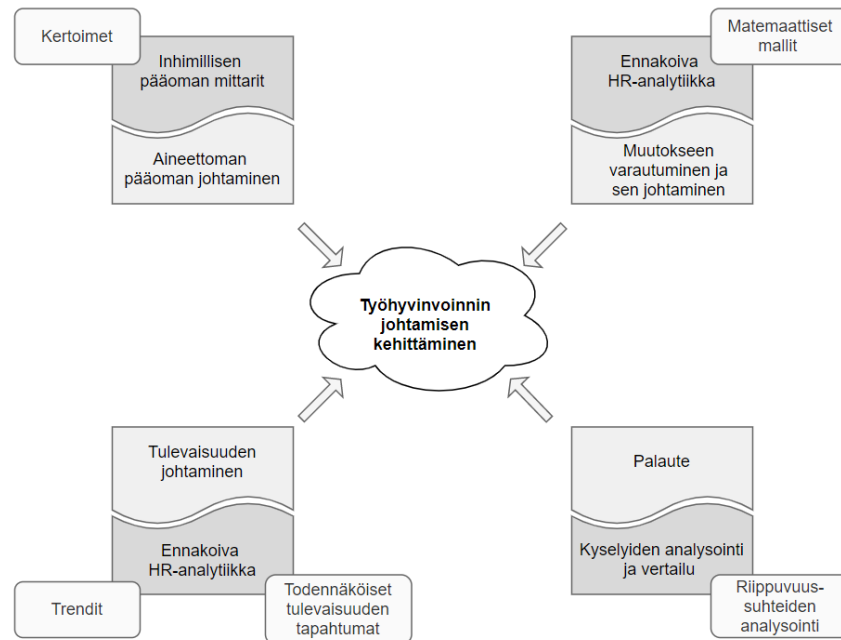 Kertoimet
Inhimillisen
pääoman mittarit
Aineettoman
pääoman johtaminen
Matemaattiset
mallit
Ennakoiva
HR-analytiikka
Muutokseen
varautuminen ja
sen johtaminen
Työhyvinvoinnin
johtamisen
kehittäminen
Tulevaisuuden
johtaminen
Ennakoiva
HR-analytiikka
Trendit
Todennäköiset
tulevaisuuden
tapahtumat
Palaute
Kyselyiden analysointi
ja vertailu
Riippuvuus-
suhteiden
analysointi